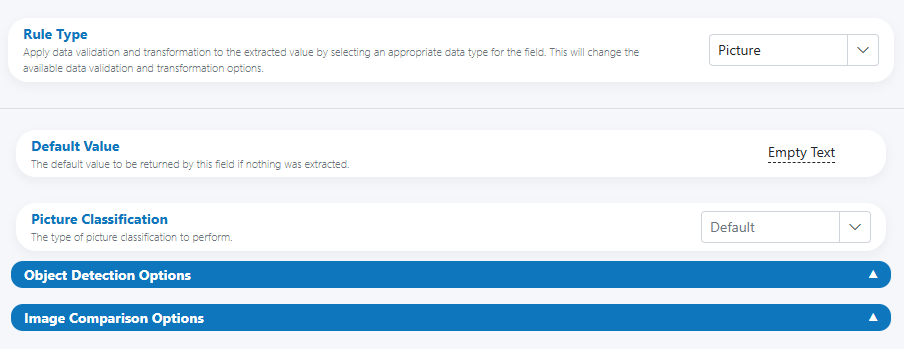 Rule Type
Apply data validation and transformation to the extracted value by selecting an appropriate data type for the field. This will change the
available data validation and transformation options.
Picture
Default Value
The default value to be returned by this field if nothing was extracted.
Empty Text
Picture Classification
The type of picture classification to perform.
Default
Object Detection Options
Image Comparison Options